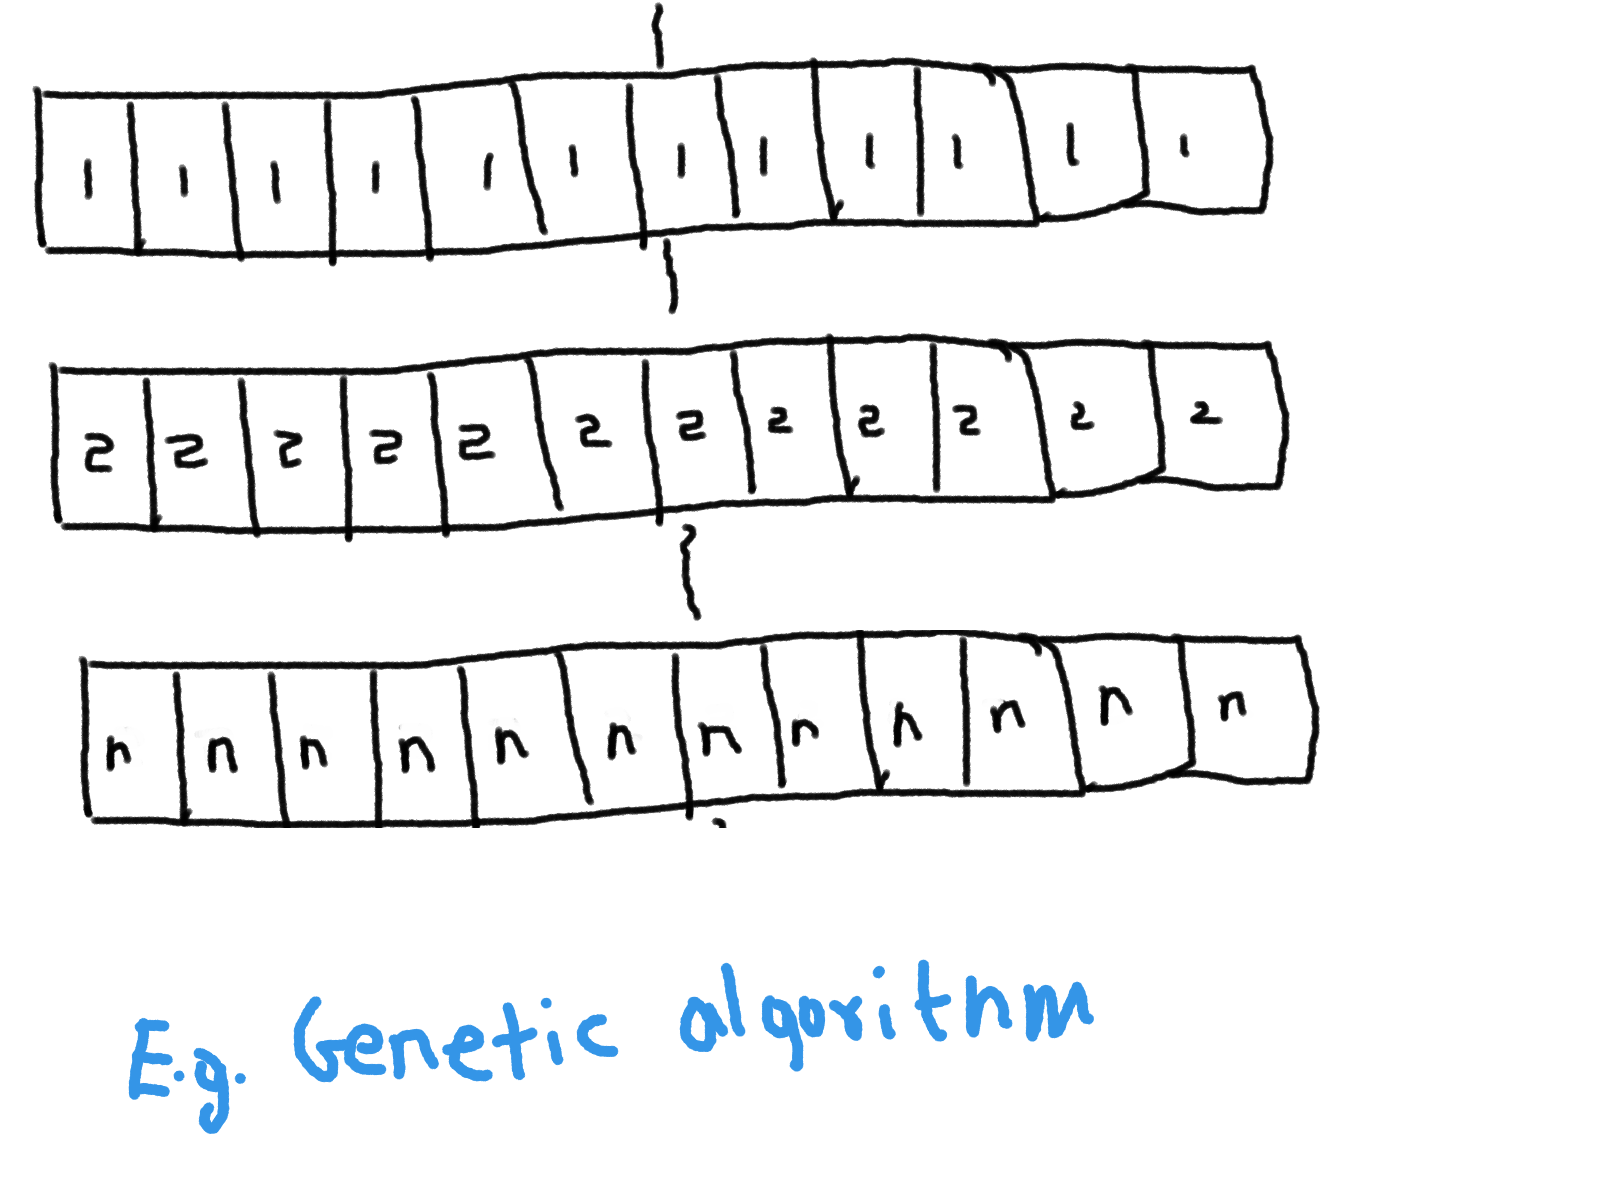 1 1 1 1 1 1 1 1 1 1 1 1
2 2 2 2 2 2 2 2 2 2 2 2
n n n n n n n n n n n n
E.g. Genetic algorithm